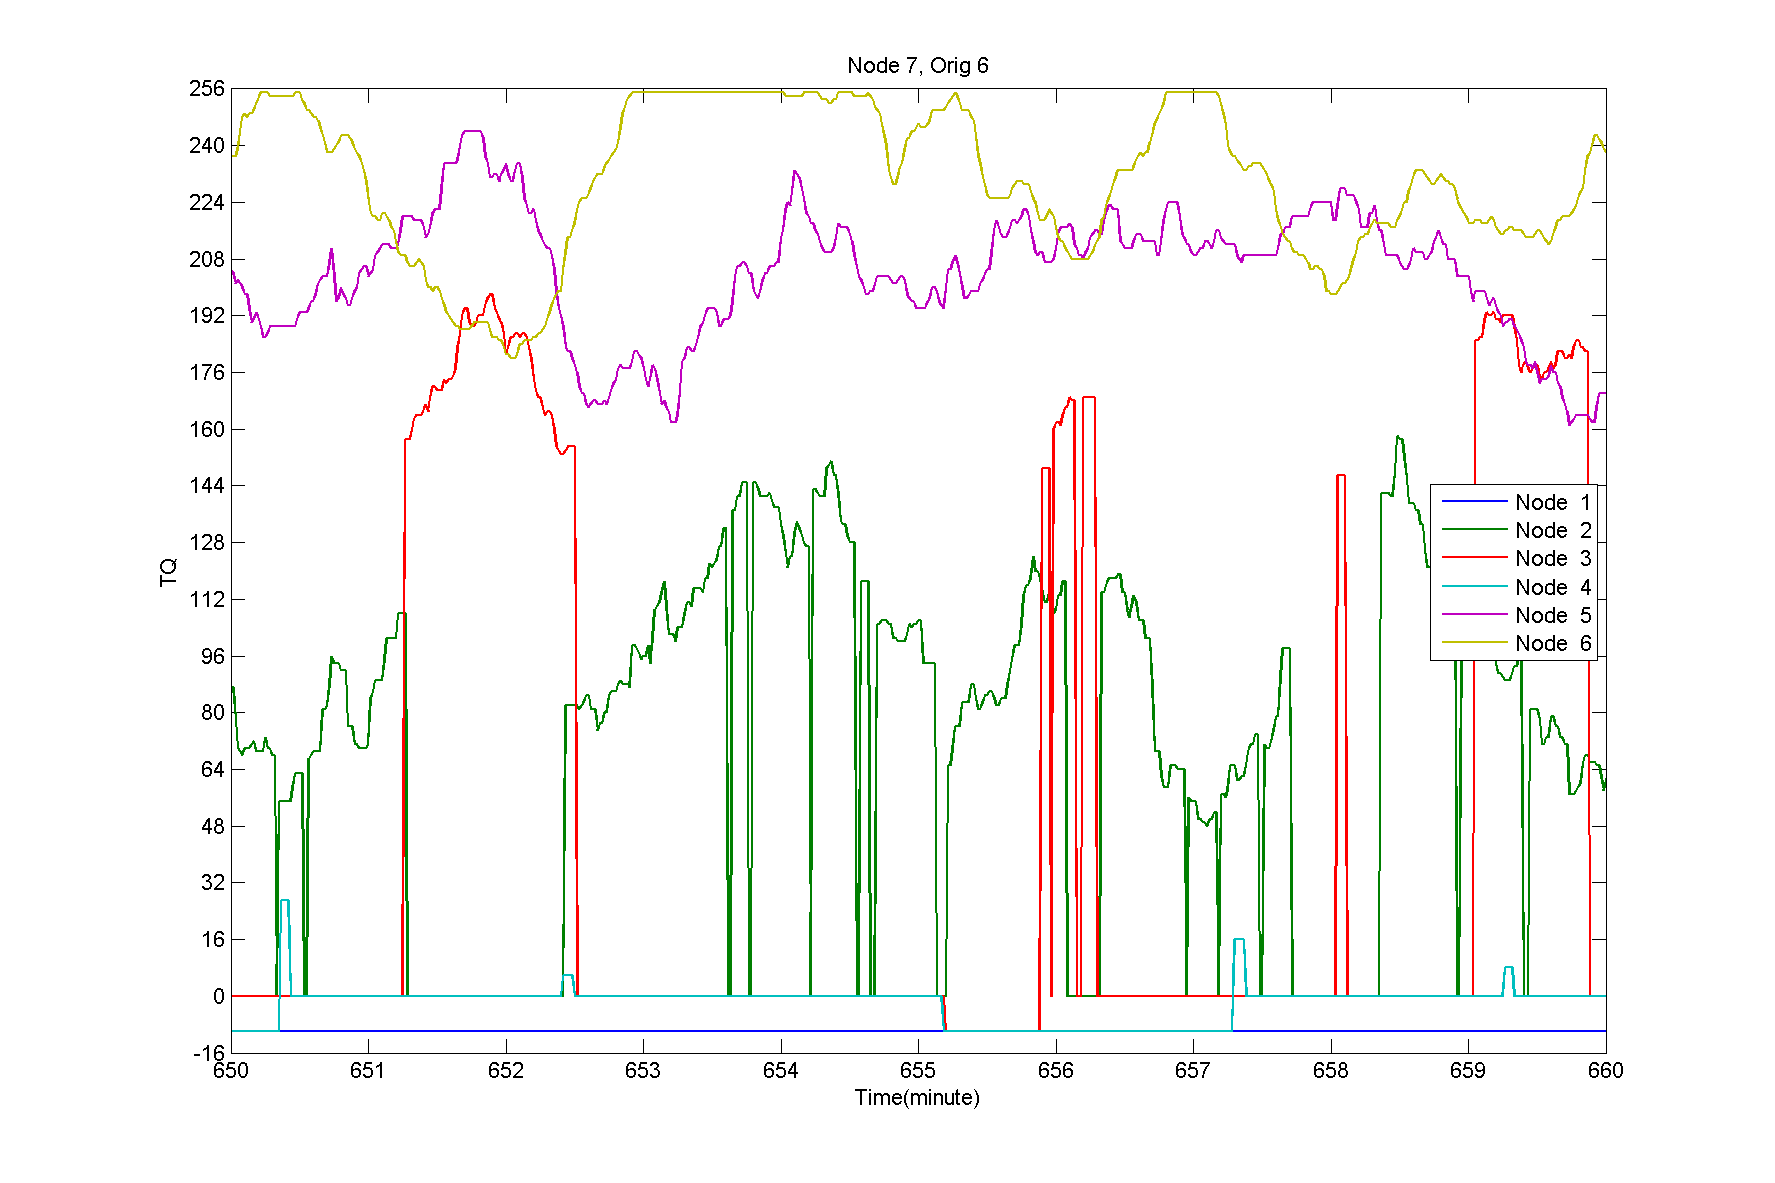 Node 7, Orig 6
256
240
224
208
192
176
160
144
128
112
96
80
64
48
32
16
0
-16
TQ
Node 1
Node 2
Node 3
Node 4
Node 5
Node 6
650 651 652 653 654 655 656 657 658 659 660
Time(minute)